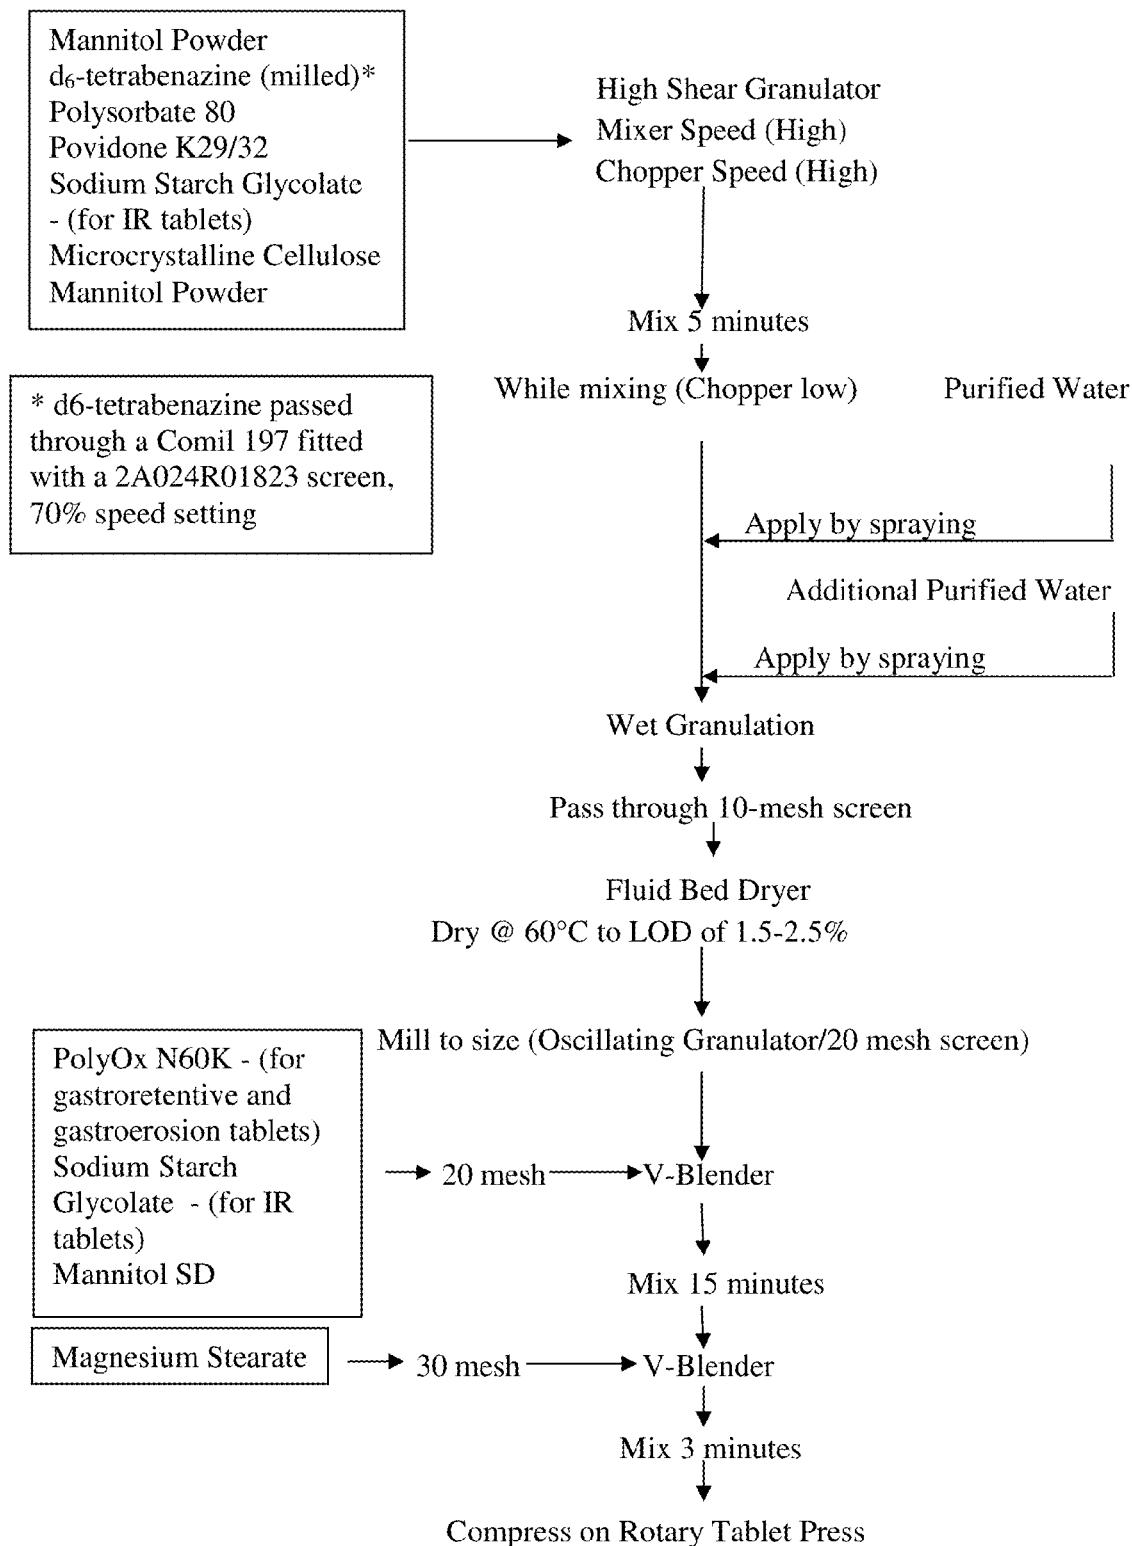 Mannitol Powder
d₆-tetrabenazine (milled)*
Polysorbate 80
Povidone K29/32
Sodium Starch Glycolate
- (for IR tablets)
Microcrystalline Cellulose
Mannitol Powder
High Shear Granulator
Mixer Speed (High)
Chopper Speed (High)
Mix 5 minutes
* d6-tetrabenazine passed
through a Comil 197 fitted
with a 2A024R01823 screen,
70% speed setting
While mixing (Chopper low)
Purified Water
Apply by spraying
Additional Purified Water
Apply by spraying
Wet Granulation
Pass through 10-mesh screen
Fluid Bed Dryer
Dry @ 60°C to LOD of 1.5-2.5%
Mill to size (Oscillating Granulator/20 mesh screen)
PolyOx N60K - (for
gastroretentive and
gastroerosion tablets)
Sodium Starch
Glycolate - (for IR
tablets)
Mannitol SD
20 mesh
V-Blender
Mix 15 minutes
Magnesium Stearate
30 mesh
V-Blender
Mix 3 minutes
Compress on Rotary Tablet Press